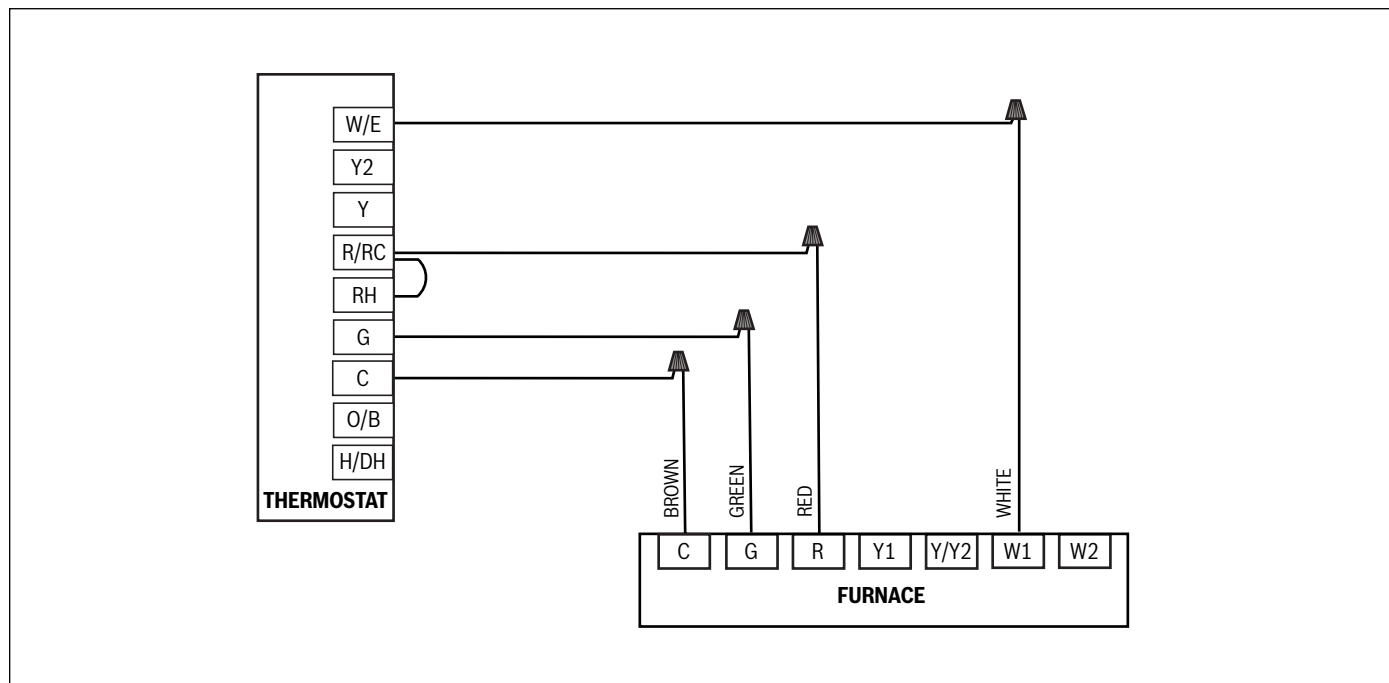 W/E
Y2
Y
R/RC
RH
G
C
O/B
H/DH
THERMOSTAT
BROWN
GREEN
RED
WHITE
C G R Y1 Y/Y2 W1 W2
FURNACE